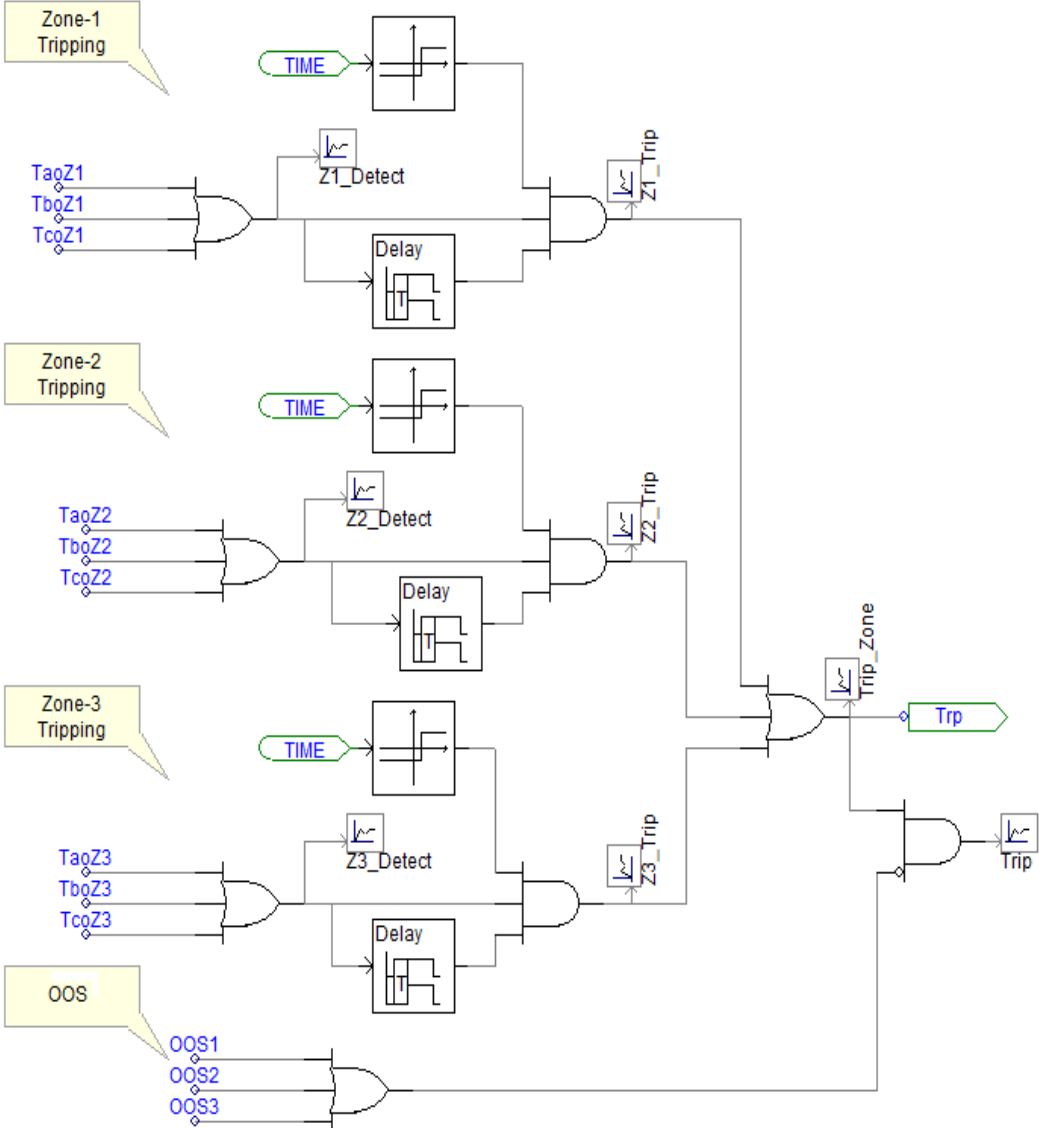 Zone-1
Tripping
TIME
Z1_Detect
Z1_Trip
TaoZ1
TboZ1
TcoZ1
Delay
T
Zone-2
Tripping
TIME
Z2_Detect
Z2_Trip
TaoZ2
TboZ2
TcoZ2
Delay
T
Zone-3
Tripping
TIME
Z3_Detect
Z3_Trip
TaoZ3
TboZ3
TcoZ3
Delay
T
Trip_Zone
Trp
Trip
OOS
OOS1
OOS2
OOS3